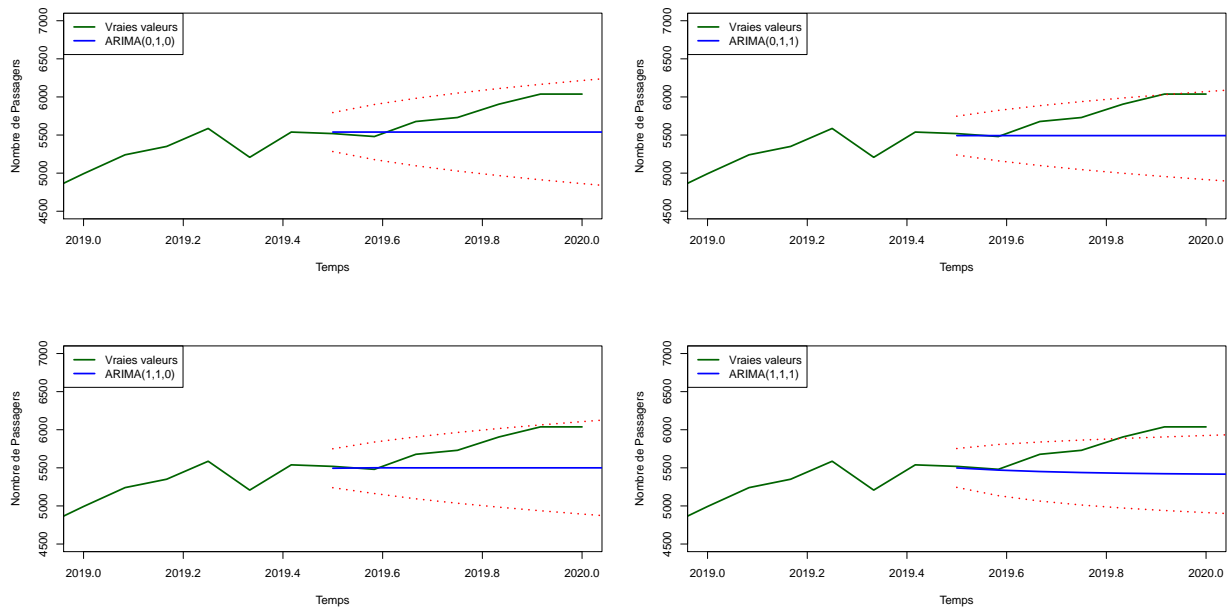 Vraies valeurs
ARIMA(0,1,0)
Nombre de Passagers
7000
6500
6000
5500
5000
4500
2019.0 2019.2 2019.4 2019.6 2019.8 2020.0
Temps
Vraies valeurs
ARIMA(0,1,1)
Nombre de Passagers
7000
6500
6000
5500
5000
4500
2019.0 2019.2 2019.4 2019.6 2019.8 2020.0
Temps
Vraies valeurs
ARIMA(1,1,0)
Nombre de Passagers
7000
6500
6000
5500
5000
4500
2019.0 2019.2 2019.4 2019.6 2019.8 2020.0
Temps
Vraies valeurs
ARIMA(1,1,1)
Nombre de Passagers
7000
6500
6000
5500
5000
4500
2019.0 2019.2 2019.4 2019.6 2019.8 2020.0
Temps